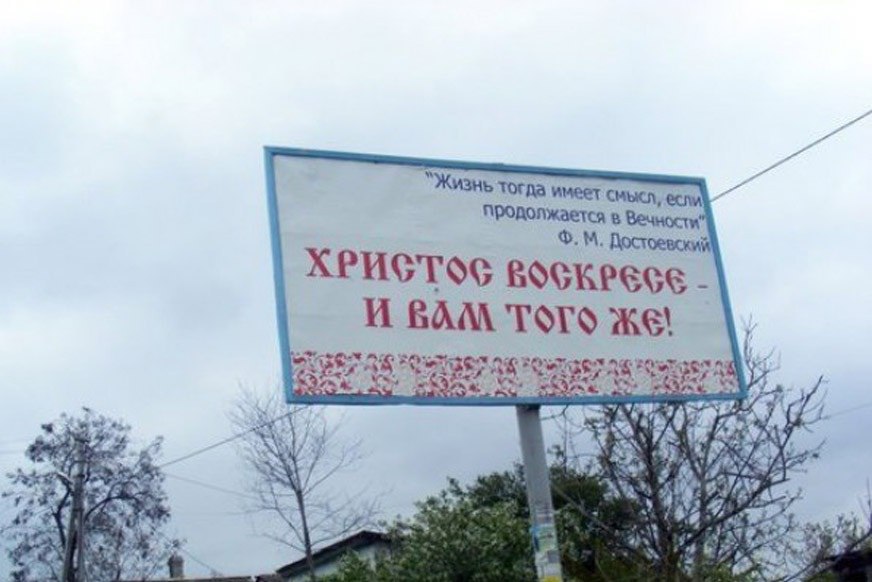 "Жизнь тогда имеет смысл, если
продолжается в Вечности"
Ф. М. Достоевский
ХРИСТОС ВОСКРЕСЕ -
И ВАМ ТОГО ЖЕ!